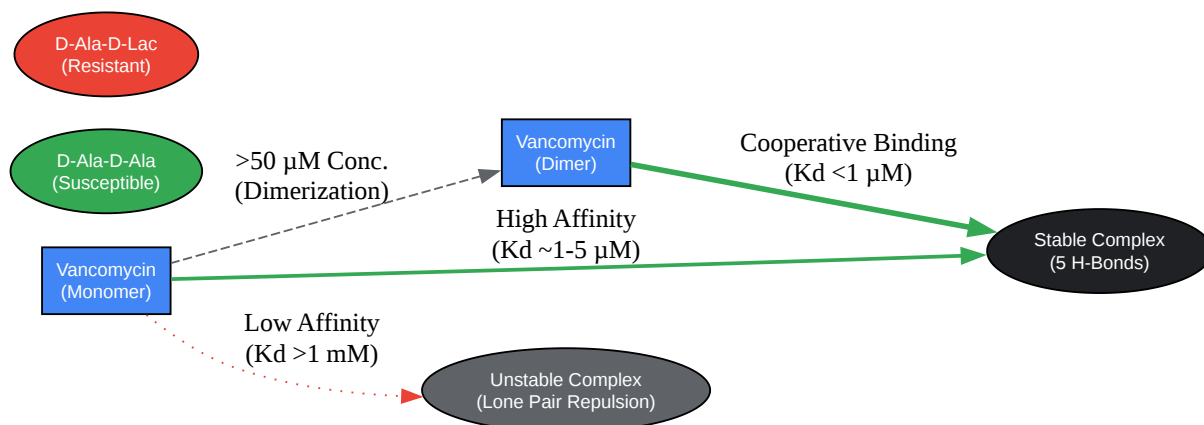 D-Ala-D-Lac
(Resistant)
D-Ala-D-Ala
(Susceptible)
>50 µM Conc.
(Dimerization)
Vancomycin
(Dimer)
Cooperative Binding
(Kd <1 µM)
High Affinity
(Kd ~1-5 µM)
Stable Complex
(5 H-Bonds)
Vancomycin
(Monomer)
Low Affinity
(Kd >1 mM)
Unstable Complex
(Lone Pair Repulsion)